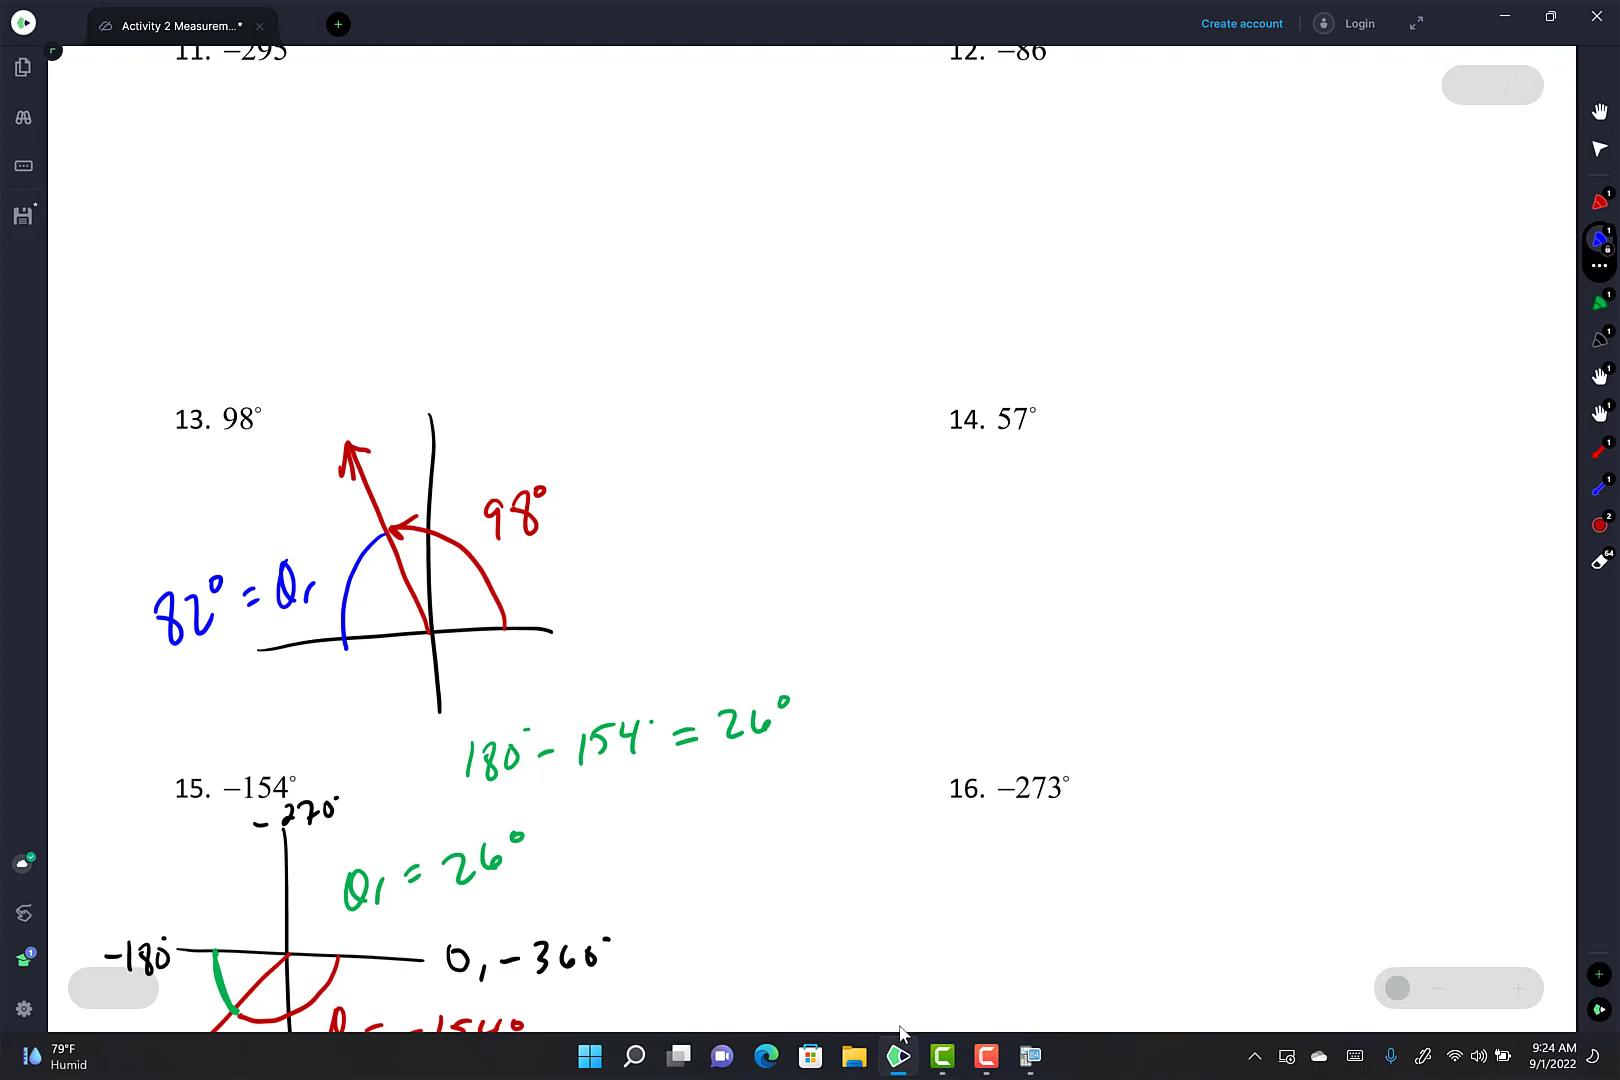 Activity 2 Measurem...*
Create account
Login
11. −295
12. −86
13. 98°
14. 57°
98°
82° = θr
180° − 154° = 26°
15. −154°
16. −273°
−270°
θr = 26°
−180°
0, −360°
θ = −154°
79°F
Humid
9:24 AM
9/1/2022